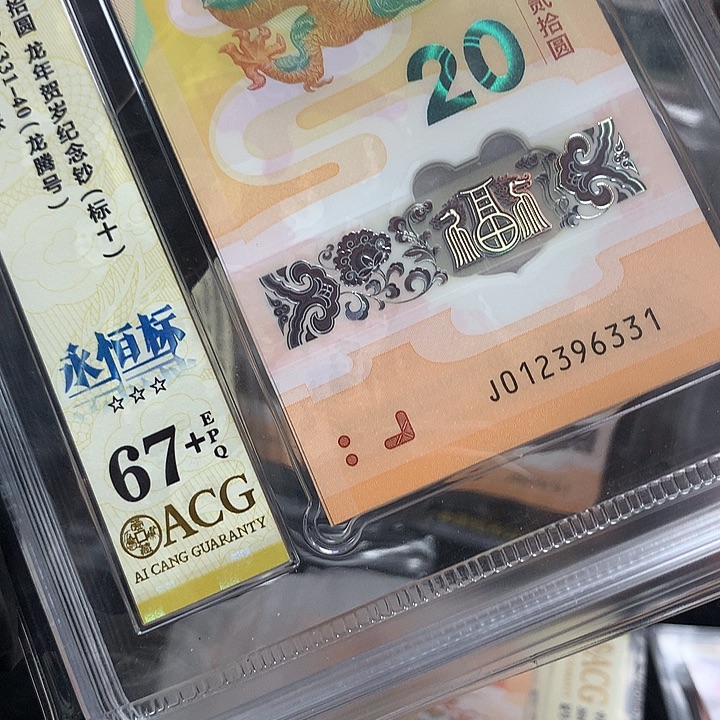 拾圆 龙年贺岁纪念钞(标十)
331-40(龙腾号)
永恒标
☆☆☆
67+EPQ
ACG
AI CANG GUARANTY
20
贰拾圆
福
J012396331